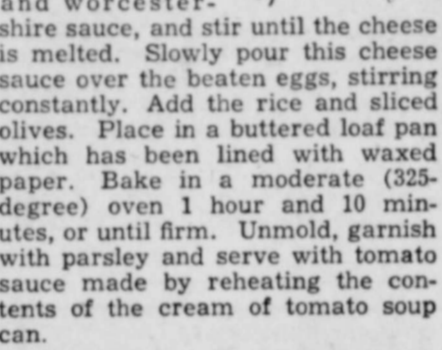 and worcester-
shire sauce, and stir until the cheese
is melted. Slowly pour this cheese
sauce over the beaten eggs, stirring
constantly. Add the rice and sliced
olives. Place in a buttered loaf pan
which has been lined with waxed
paper. Bake in a moderate (325-
degree) oven 1 hour and 10 min-
utes, or until firm. Unmold, garnish
with parsley and serve with tomato
sauce made by reheating the con-
tents of the cream of tomato soup
can.